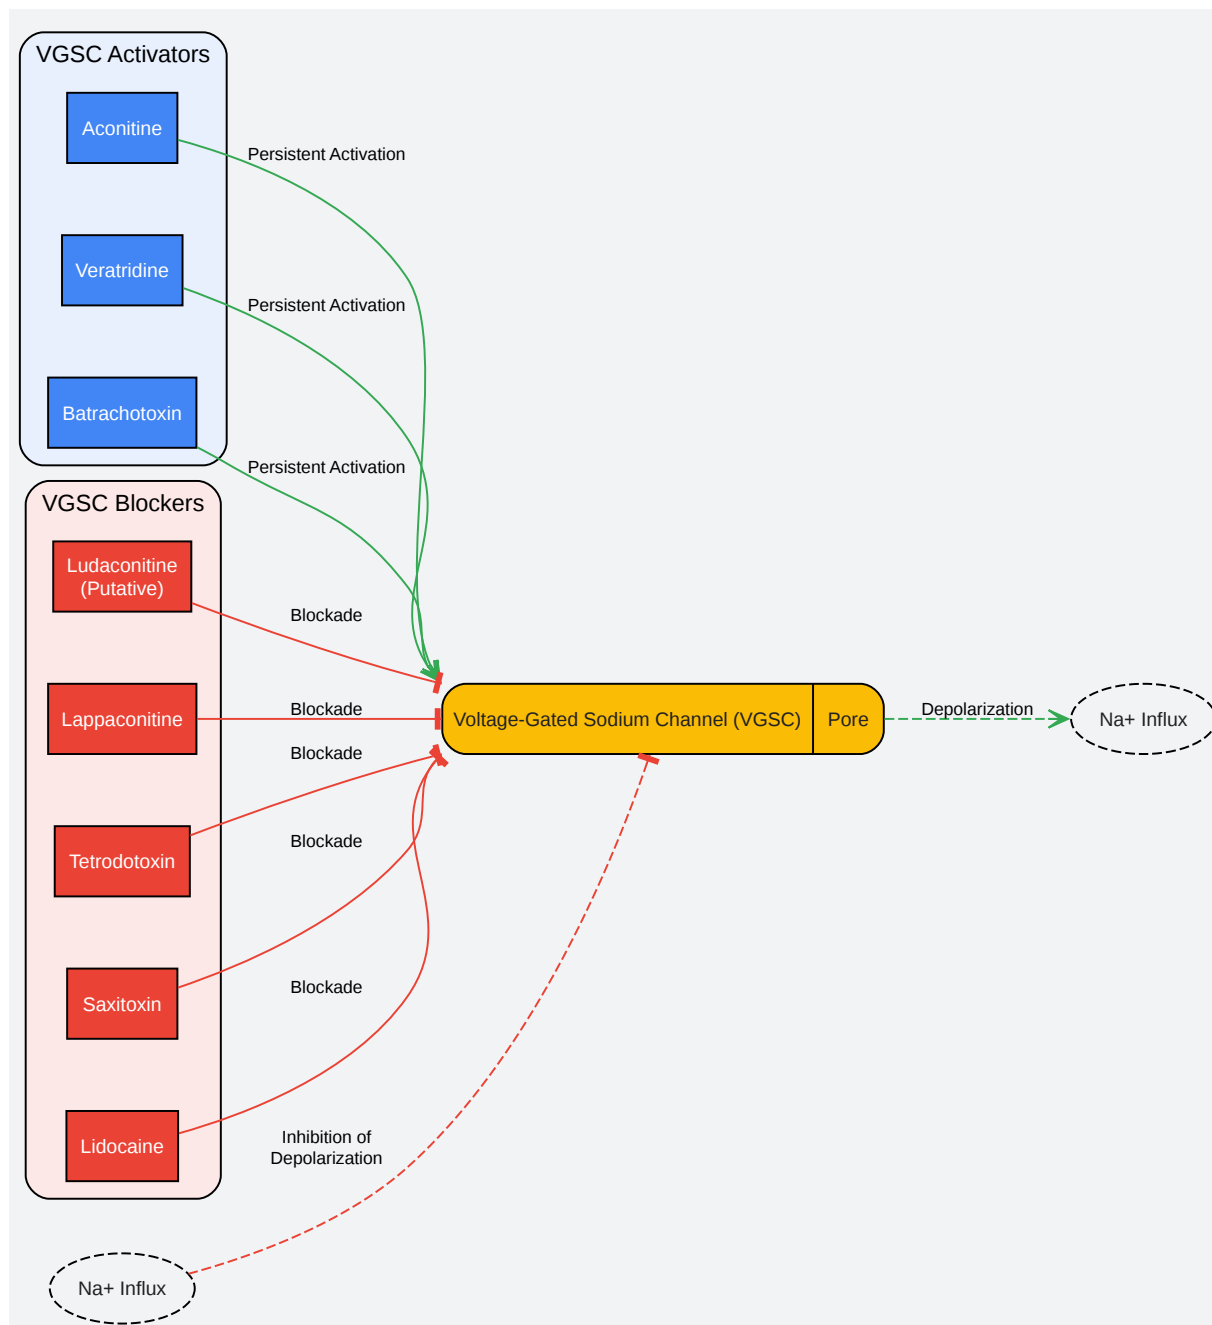 VGSC Activators
Aconitine
Persistent Activation
Veratridine
Persistent Activation
Batrachotoxin
Persistent Activation
VGSC Blockers
Ludaconitine
(Putative)
Blockade
Lappaconitine
Blockade
Blockade
Tetrodotoxin
Blockade
Saxitoxin
Blockade
Lidocaine
Voltage-Gated Sodium Channel (VGSC)
Pore
Depolarization
Na+ Influx
Inhibition of
Depolarization
Na+ Influx